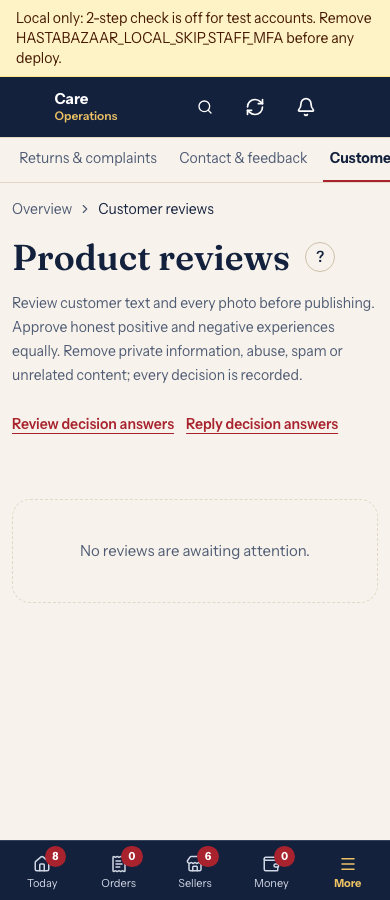 Local only: 2-step check is off for test accounts. Remove
HASTABAZAAR_LOCAL_SKIP_STAFF_MFA before any
deploy.
Care
Operations
Returns & complaints
Contact & feedback
Custome
Overview
Customer reviews
Product reviews
?
Review customer text and every photo before publishing.
Approve honest positive and negative experiences
equally. Remove private information, abuse, spam or
unrelated content; every decision is recorded.
Review decision answers
Reply decision answers
No reviews are awaiting attention.
8
0
6
0
Today
Orders
Sellers
Money
More